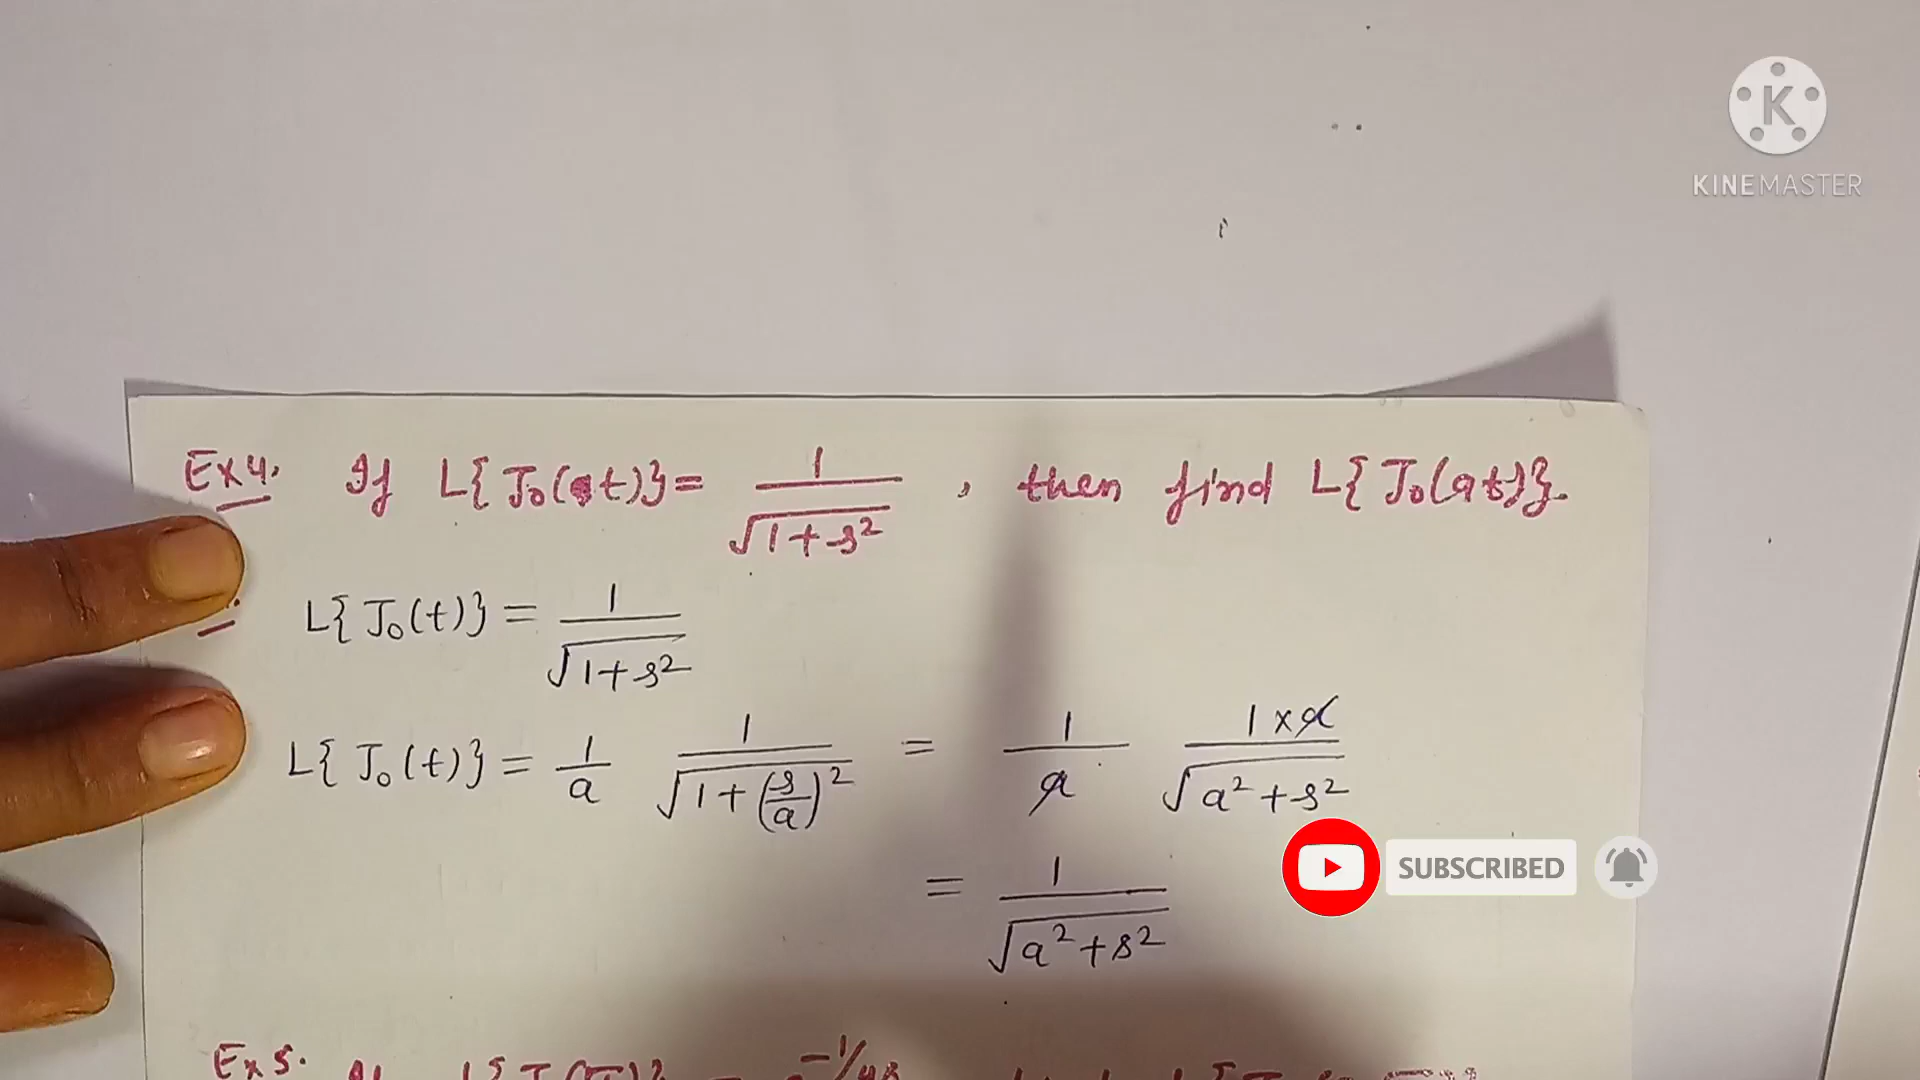 KINEMASTER
Ex4. If L{J₀(at)} = 1/√(1+s²), then find L{J₀(at)}.
L{J₀(t)} = 1/√(1+s²)
L{J₀(t)} = 1/a 1/√(1+(s/a)²) = 1/a 1×a/√(a²+s²)
SUBSCRIBED
= 1/√(a²+s²)
Ex5.